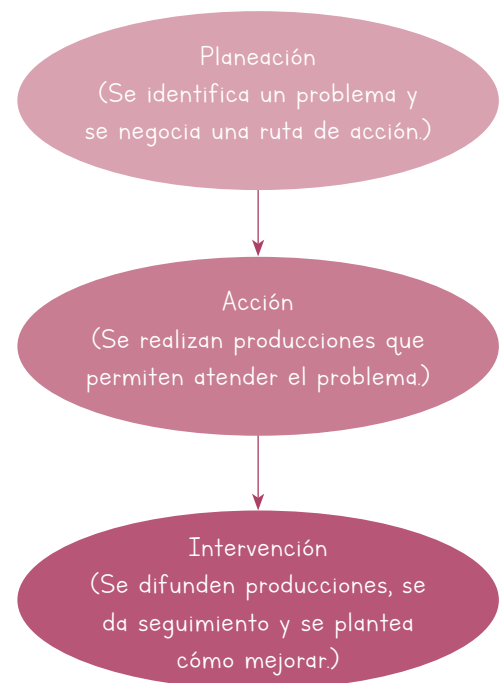 Planeación
(Se identifica un problema y
se negocia una ruta de acción.)
Acción
(Se realizan producciones que
permiten atender el problema.)
Intervención
(Se difunden producciones, se
da seguimiento y se plantea
cómo mejorar.)